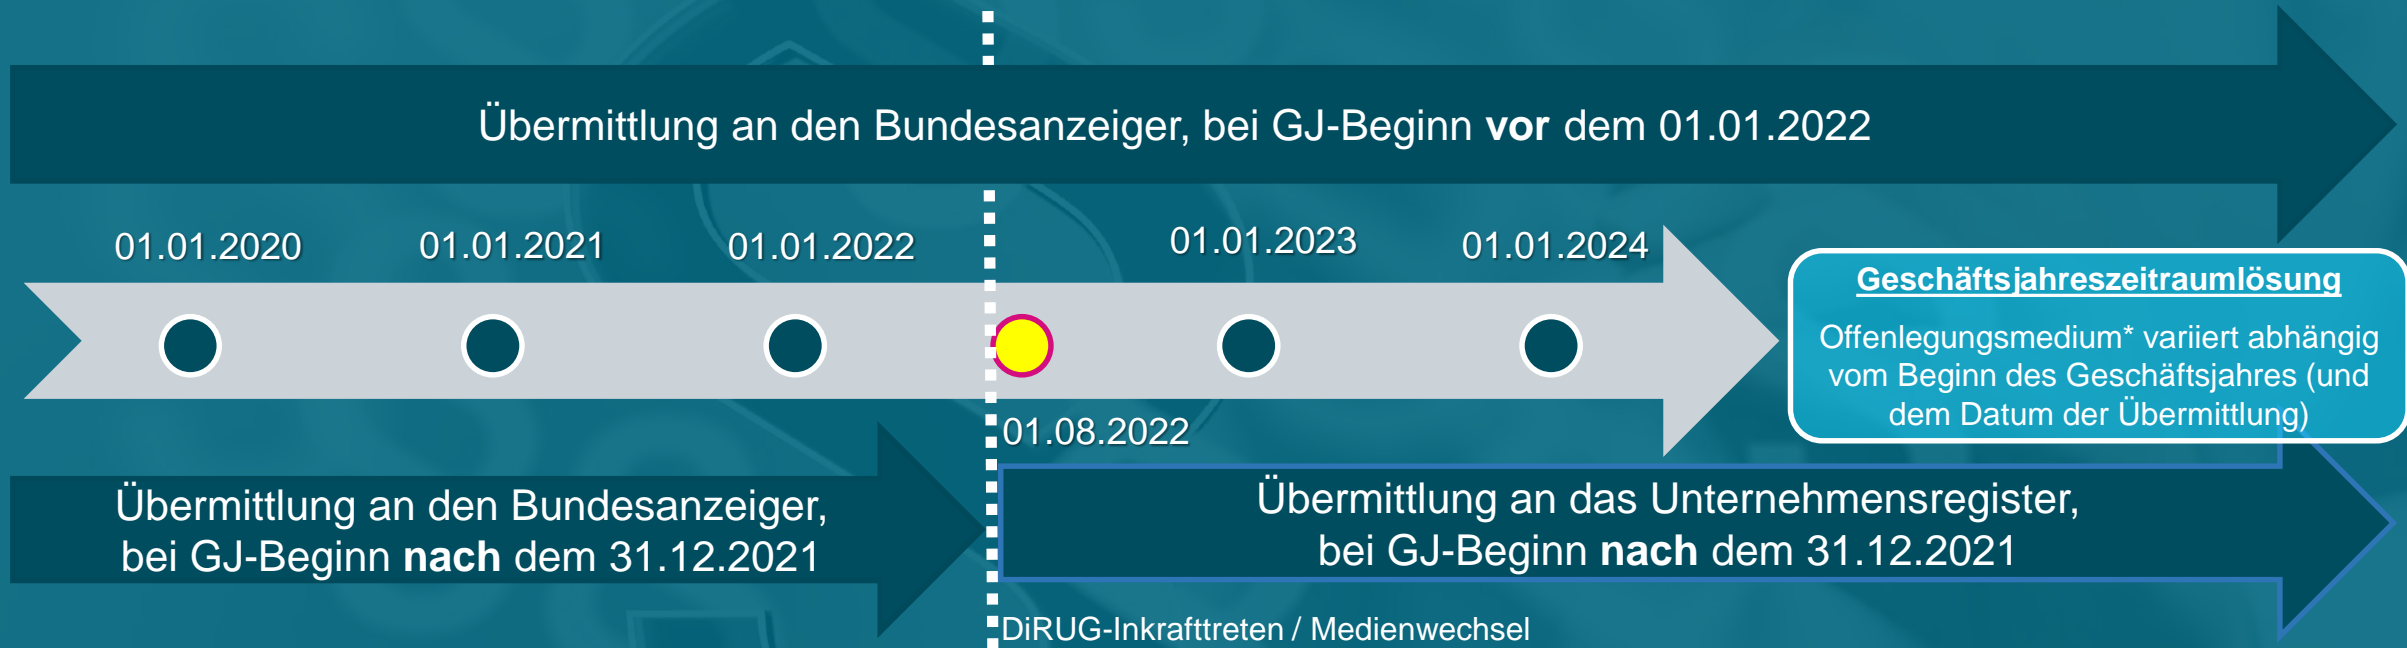 Übermittlung an den Bundesanzeiger, bei GJ-Beginn vor dem 01.01.2022
01.01.2020
01.01.2021
01.01.2022
01.01.2023
01.01.2024
01.08.2022
Geschäftsjahreszeitraumlösung
Offenlegungsmedium* variiert abhängig
vom Beginn des Geschäftsjahres (und
dem Datum der Übermittlung)
Übermittlung an den Bundesanzeiger,
bei GJ-Beginn nach dem 31.12.2021
Übermittlung an das Unternehmensregister,
bei GJ-Beginn nach dem 31.12.2021
DiRUG-Inkrafttreten / Medienwechsel